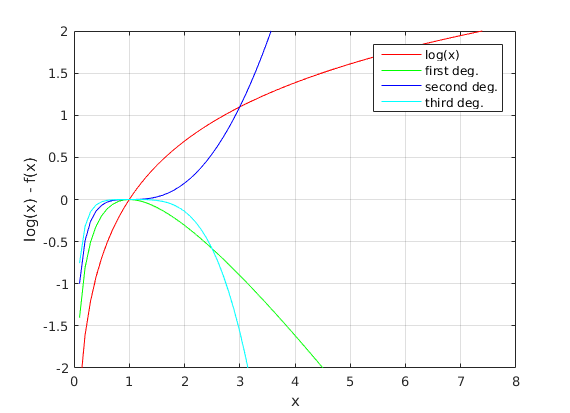 2
1.5
1
0.5
0
-0.5
-1
-1.5
-2
log(x) - f(x)
0 1 2 3 4 5 6 7 8
x
log(x)
first deg.
second deg.
third deg.